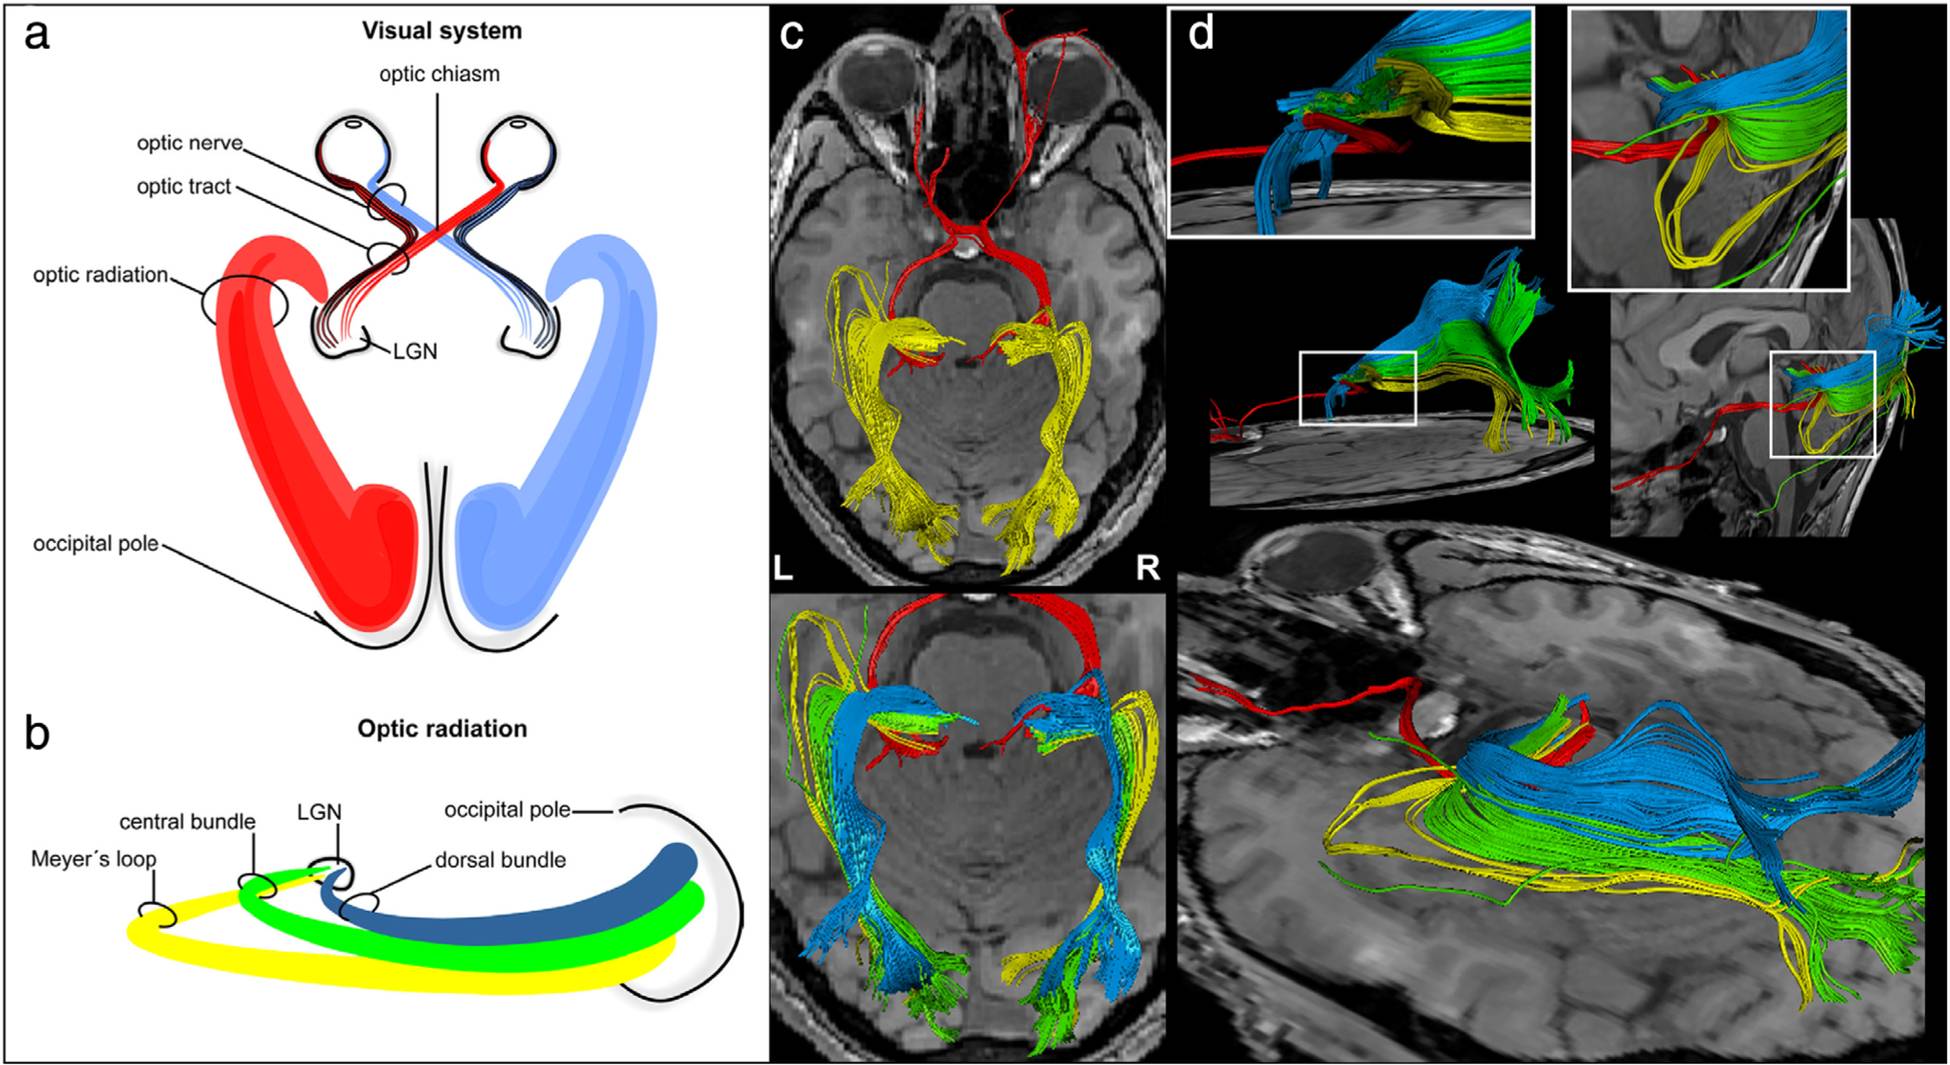 a
Visual system
optic chiasm
optic nerve
optic tract
optic radiation
LGN
occipital pole
b
Optic radiation
central bundle
LGN
occipital pole
Meyer´s loop
dorsal bundle
c
L
R
d